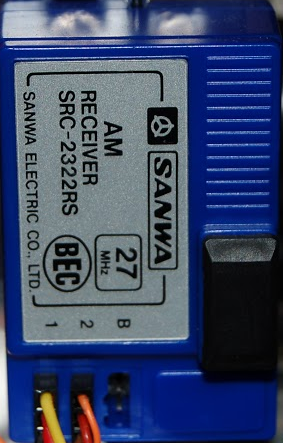 SANWA
27
MHz
AM
RECEIVER
SRC-2322RS
BEC
SANWA ELECTRIC CO., LTD.
B
2
1